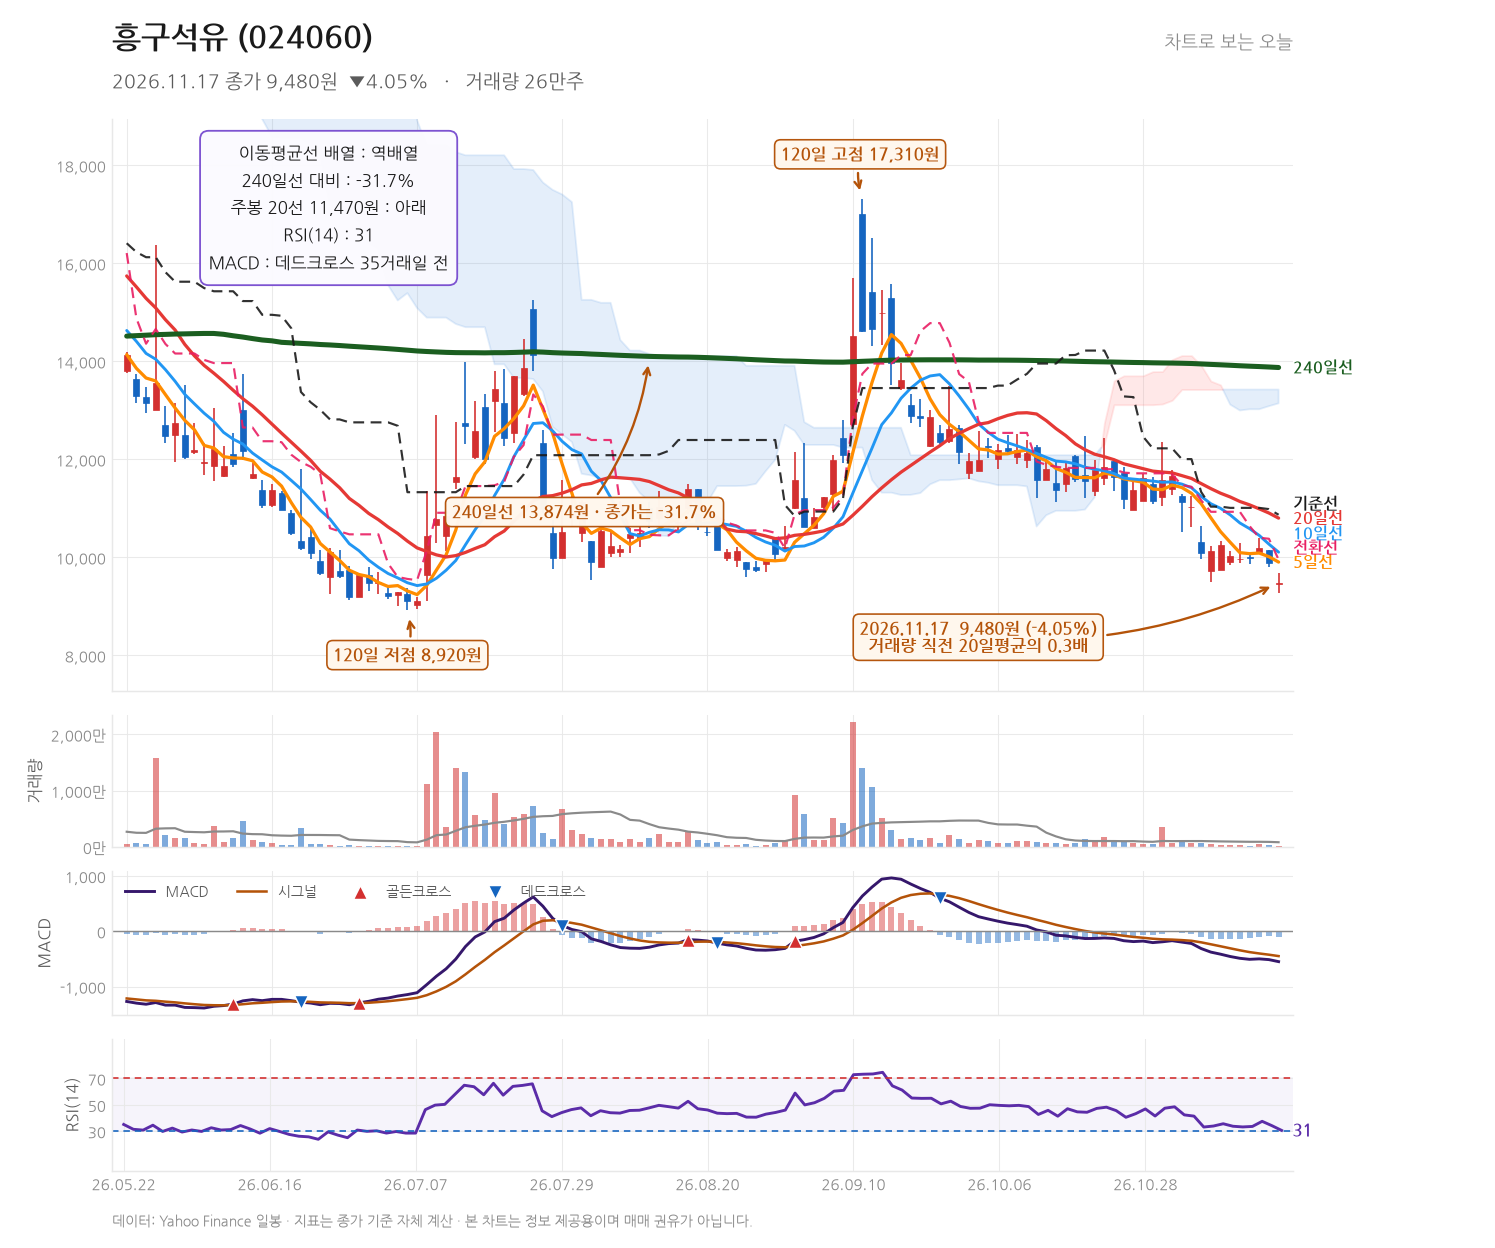 흥구석유 (024060)
차트로 보는 오늘
2026.11.17 종가 9,480원 ▼4.05% · 거래량 26만주
이동평균선 배열 : 역배열
240일선 대비 : -31.7%
주봉 20선 11,470원 : 아래
RSI(14) : 31
MACD : 데드크로스 35거래일 전
120일 고점 17,310원
18,000
16,000
14,000
12,000
10,000
8,000
240일선
240일선 13,874원 · 종가는 -31.7%
기준선
20일선
10일선
전환선
5일선
120일 저점 8,920원
2026.11.17 9,480원 (-4.05%)
거래량 직전 20일평균의 0.3배
거래량
2,000만
1,000만
0만
MACD
1,000
0
-1,000
MACD
시그널
골든크로스
데드크로스
RSI(14)
70
50
30
31
26.05.22
26.06.16
26.07.07
26.07.29
26.08.20
26.09.10
26.10.06
26.10.28
데이터: Yahoo Finance 일봉 · 지표는 종가 기준 자체 계산 · 본 차트는 정보 제공용이며 매매 권유가 아닙니다.